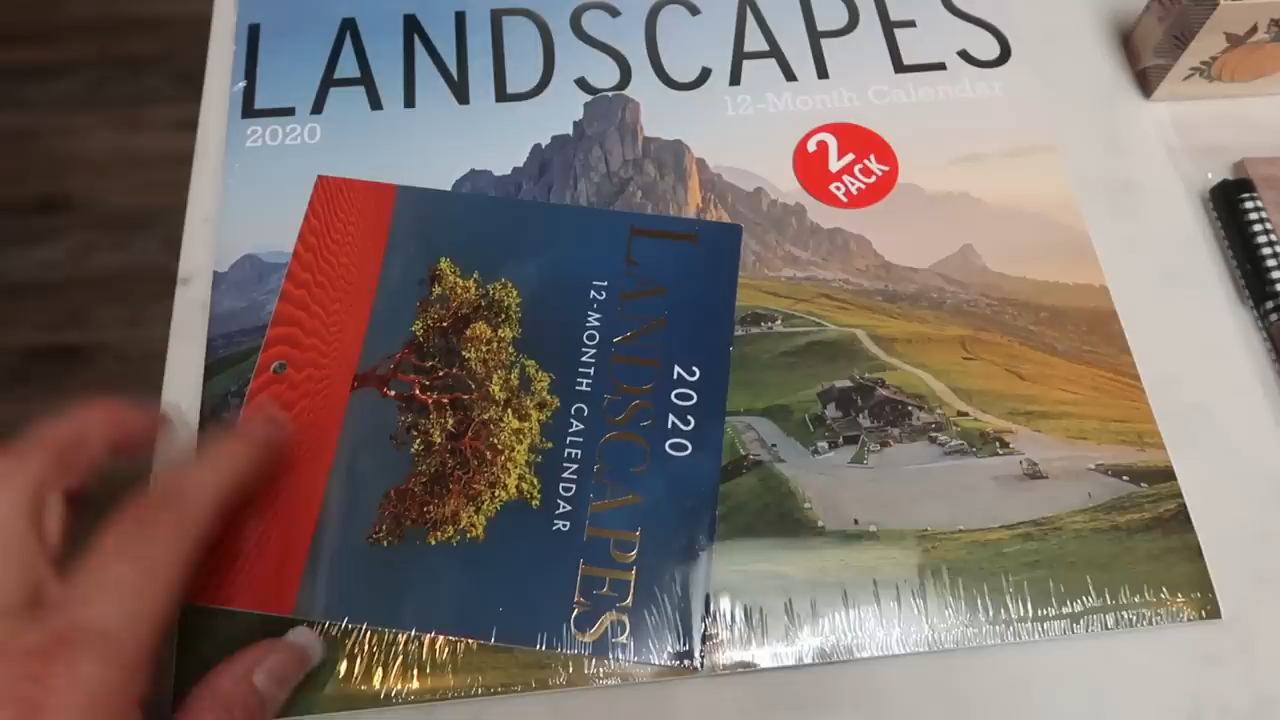 LANDSCAPES
2020
12-Month Calendar
2
PACK
2020
LANDSCAPES
12-MONTH CALENDAR